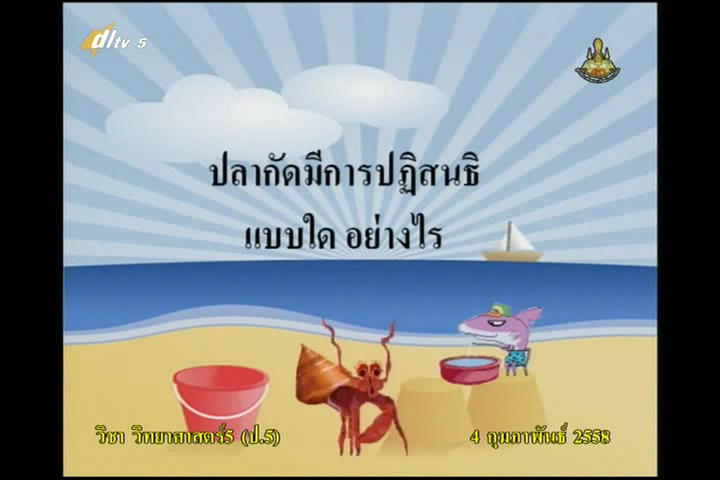 dltv 5
ปลากัดมีการปฏิสนธิ
แบบใด อย่างไร
วิชา วิทยาศาสตร์5 (ป.5)
4 กุมภาพันธ์ 2558